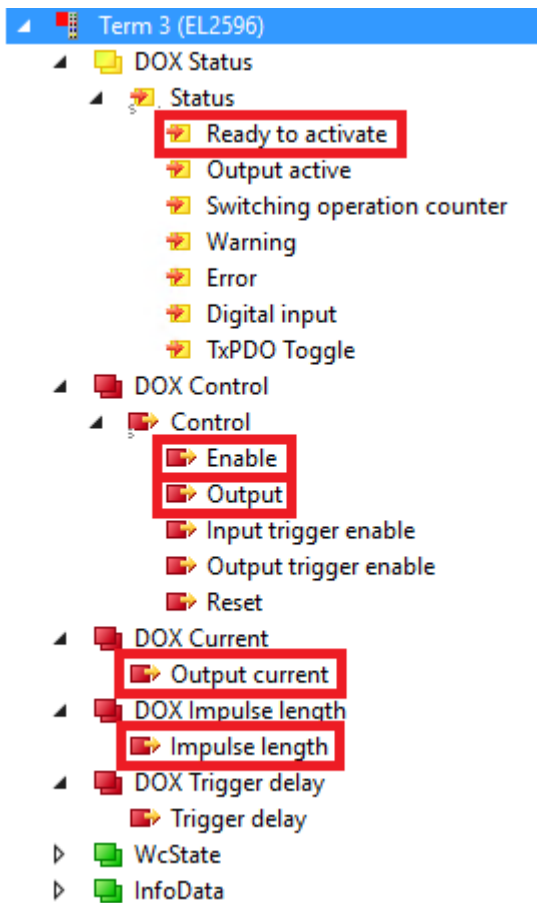 Term 3 (EL2596)
DOX Status
Status
Ready to activate
Output active
Switching operation counter
Warning
Error
Digital input
TxPDO Toggle
DOX Control
Control
Enable
Output
Input trigger enable
Output trigger enable
Reset
DOX Current
Output current
DOX Impulse length
Impulse length
DOX Trigger delay
Trigger delay
WcState
InfoData